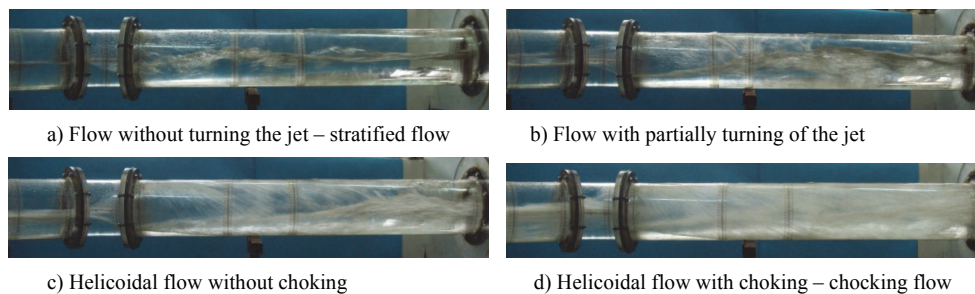 a) Flow without turning the jet – stratified flow
b) Flow with partially turning of the jet
c) Helicoidal flow without choking
d) Helicoidal flow with choking – chocking flow